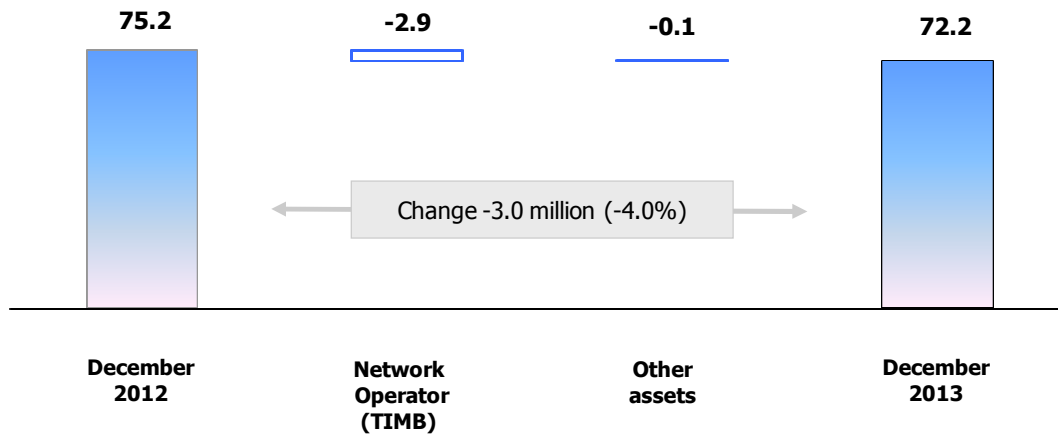 75.2
-2.9
-0.1
72.2
Change -3.0 million (-4.0%)
December
2012
Network
Operator
(TIMB)
Other
assets
December
2013